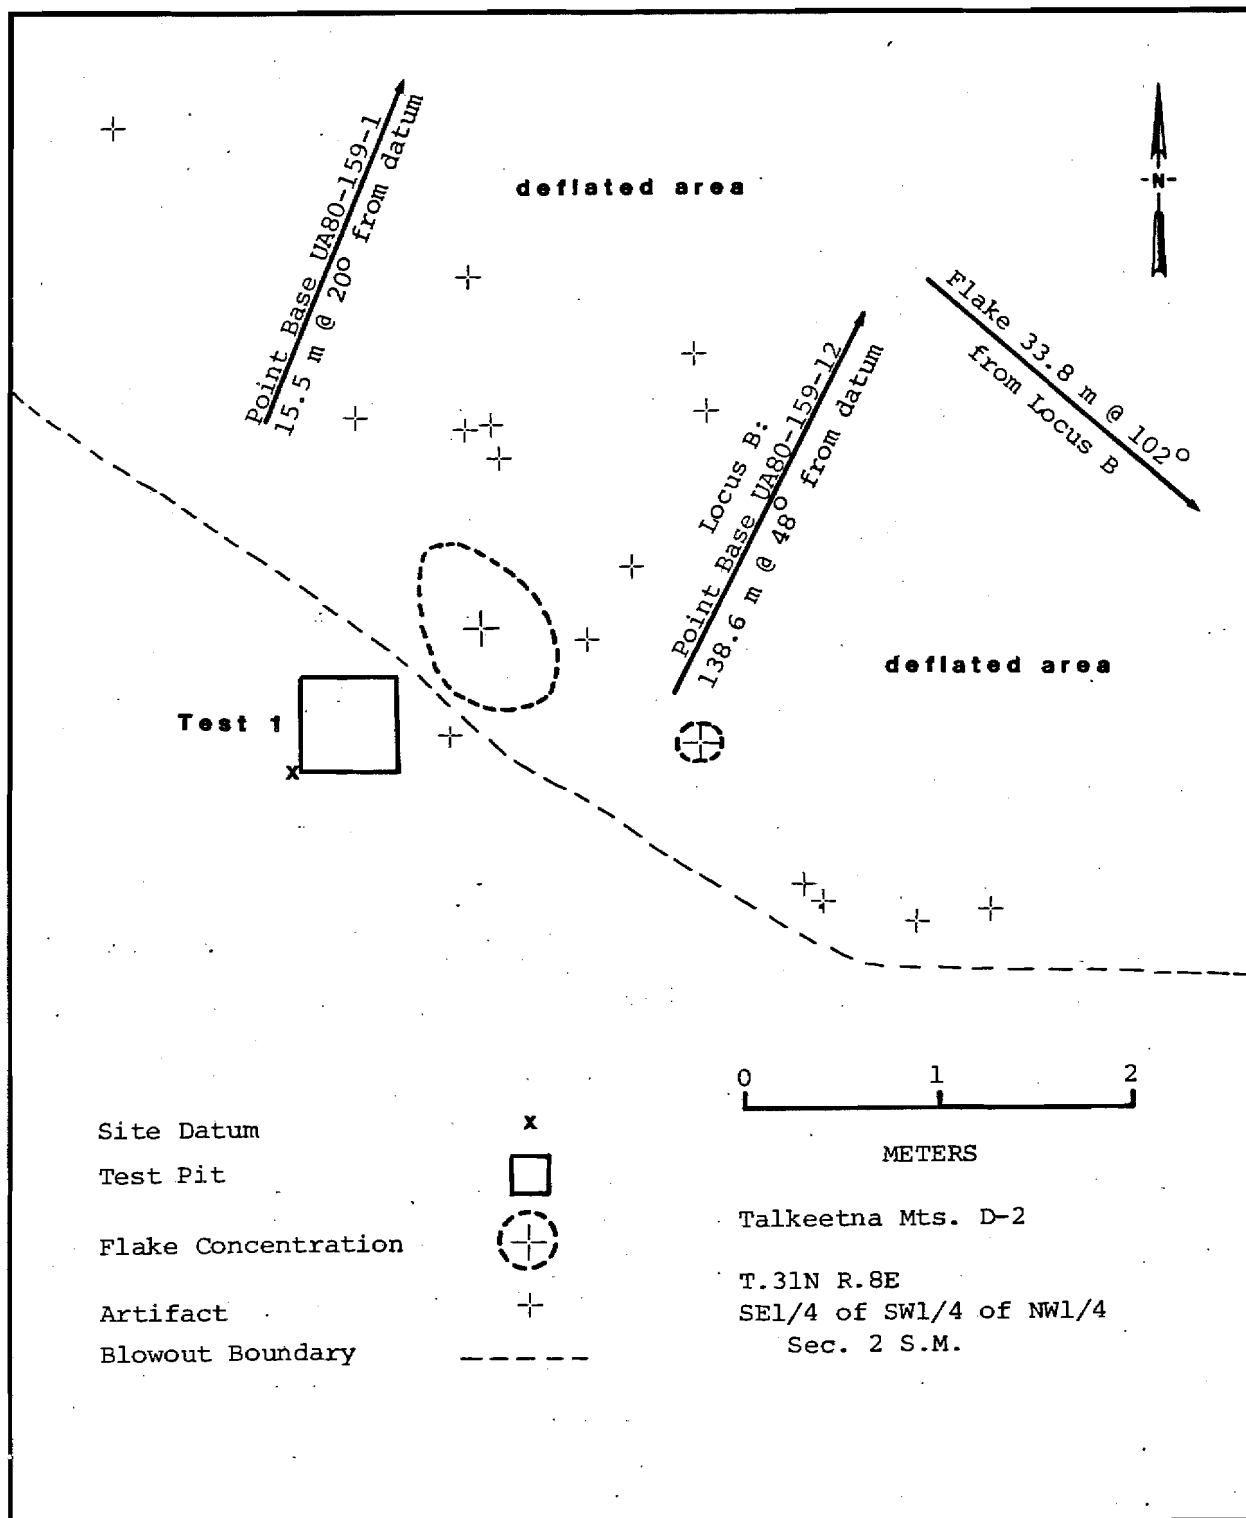 Point Base UA80-159-1
15.5 m @ 20° from datum
deflated area
-N-
Flake 33.8 m @ 102°
from Locus B
Locus B:
Point Base UA80-159-12
138.6 m @ 48° from datum
deflated area
Test 1
x
0 1 2
METERS
Site Datum x
Test Pit
Flake Concentration
Artifact
Blowout Boundary
Talkeetna Mts. D-2
T.31N R.8E
SE1/4 of SW1/4 of NW1/4
Sec. 2 S.M.